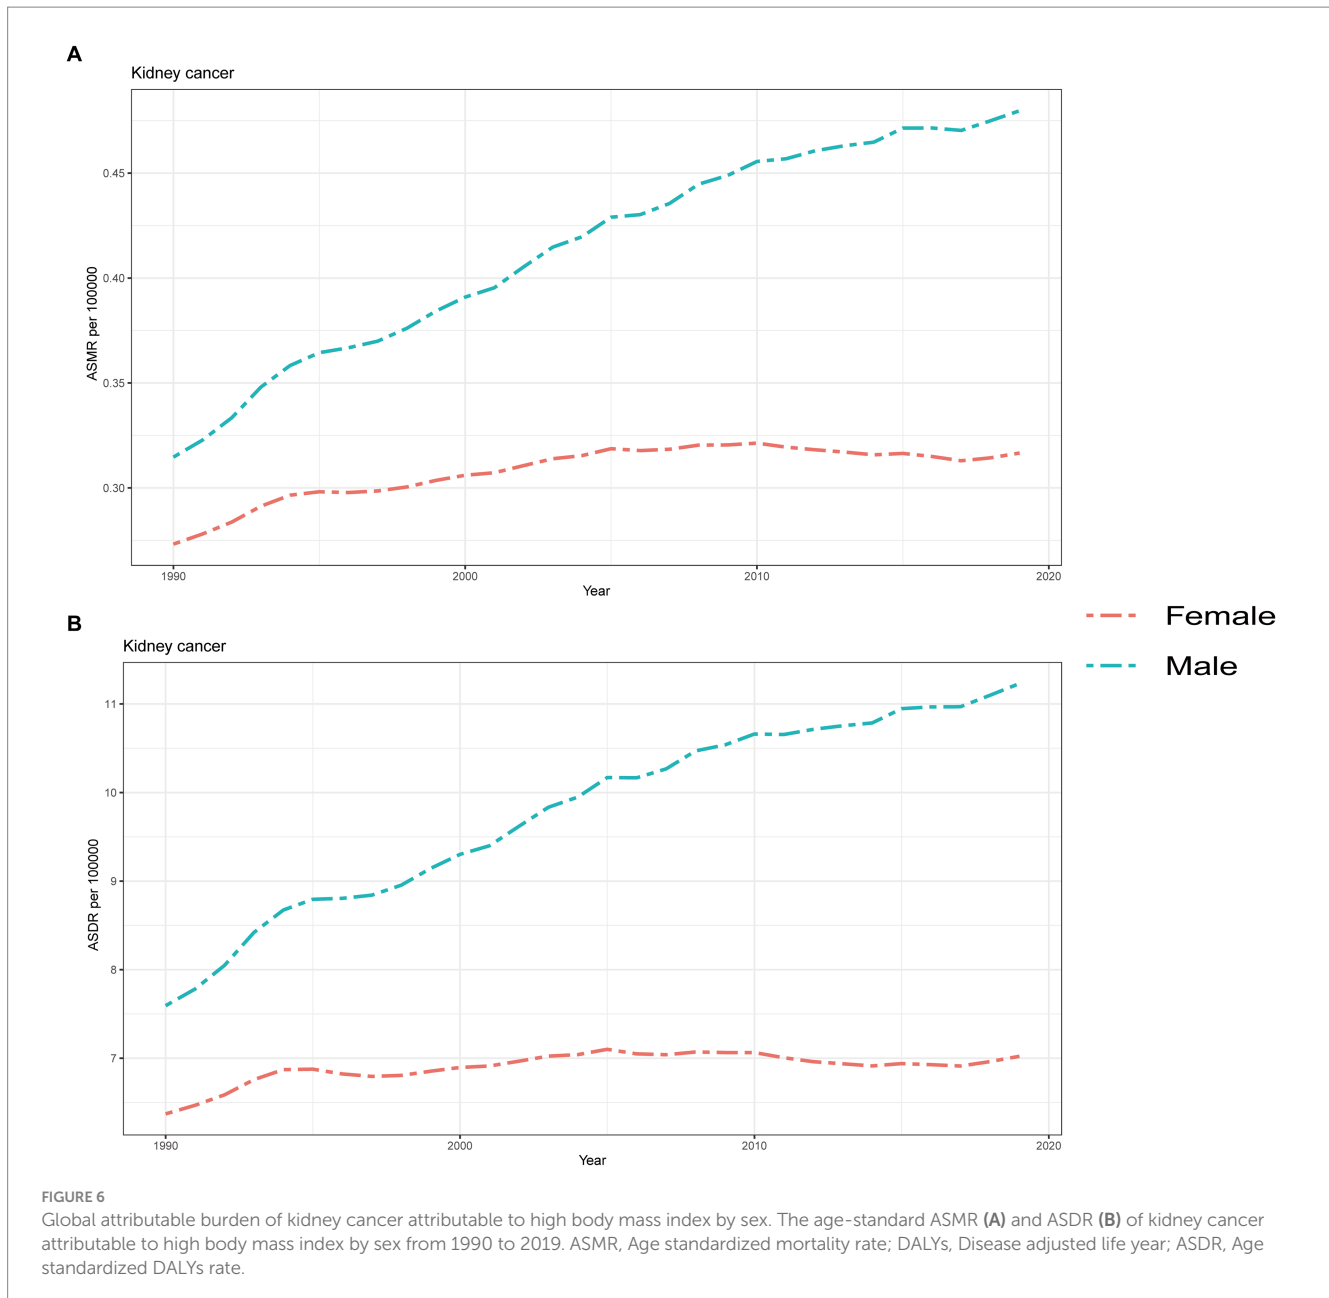 A
Kidney cancer
ASMR per 100000
0.45
0.40
0.35
0.30
1990
2000
2010
2020
Year
Female
Male
B
Kidney cancer
ASDR per 100000
11
10
9
8
7
1990
2000
2010
2020
Year
FIGURE 6
Global attributable burden of kidney cancer attributable to high body mass index by sex. The age-standard ASMR (A) and ASDR (B) of kidney cancer
attributable to high body mass index by sex from 1990 to 2019. ASMR, Age standardized mortality rate; DALYs, Disease adjusted life year; ASDR, Age
standardized DALYs rate.